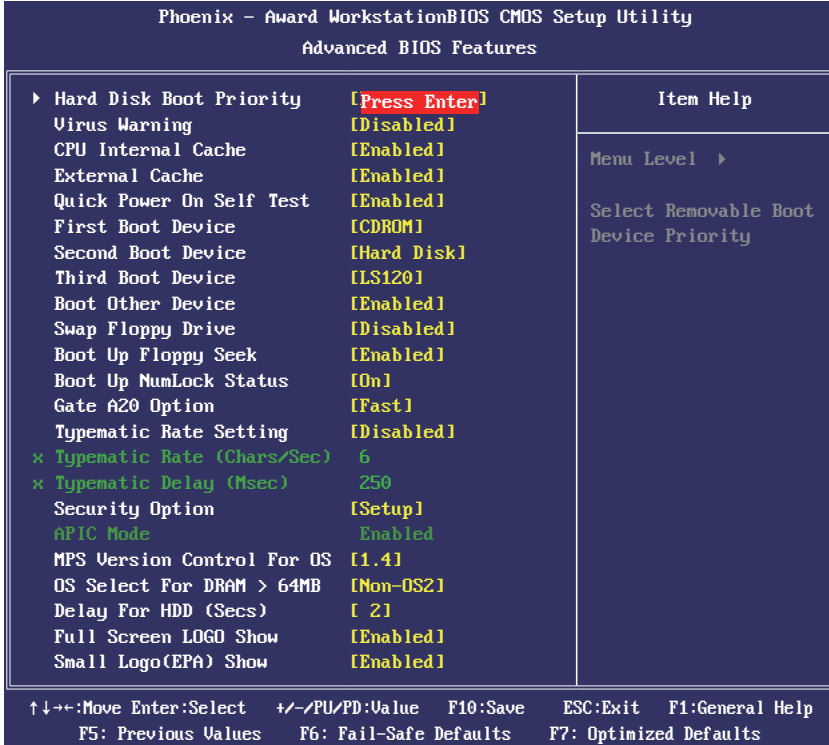 Phoenix - Award WorkstationBIOS CMOS Setup Utility
Advanced BIOS Features
Hard Disk Boot Priority [Press Enter]
Virus Warning [Disabled]
CPU Internal Cache [Enabled]
External Cache [Enabled]
Quick Power On Self Test [Enabled]
First Boot Device [CDROM]
Second Boot Device [Hard Disk]
Third Boot Device [LS120]
Boot Other Device [Enabled]
Swap Floppy Drive [Disabled]
Boot Up Floppy Seek [Enabled]
Boot Up NumLock Status [On]
Gate A20 Option [Fast]
Typematic Rate Setting [Disabled]
x Typematic Rate (Chars/Sec) 6
x Typematic Delay (Msec) 250
Security Option [Setup]
APIC Mode Enabled
MPS Version Control For OS [1.4]
OS Select For DRAM > 64MB [Non-OS2]
Delay For HDD (Secs) [ 2]
Full Screen LOGO Show [Enabled]
Small Logo(EPA) Show [Enabled]
Item Help
Menu Level
Select Removable Boot
Device Priority
↑↓→←:Move Enter:Select +/-/PU/PD:Value F10:Save ESC:Exit F1:General Help
F5: Previous Values F6: Fail-Safe Defaults F7: Optimized Defaults